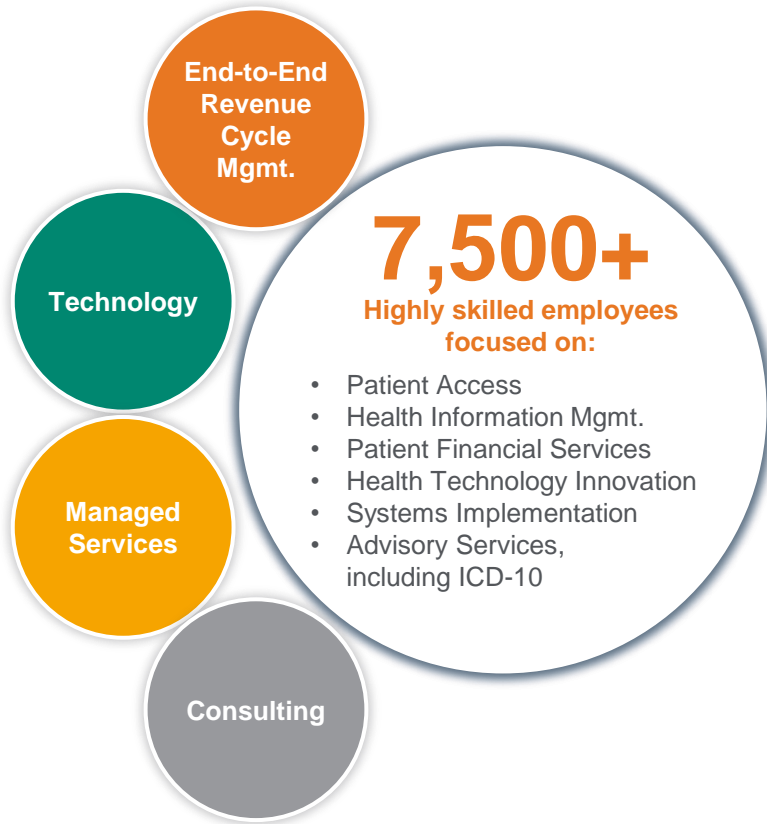 End-to-End
Revenue
Cycle
Mgmt.
Technology
Managed
Services
Consulting
7,500+
Highly skilled employees
focused on:
• Patient Access
• Health Information Mgmt.
• Patient Financial Services
• Health Technology Innovation
• Systems Implementation
• Advisory Services,
including ICD-10